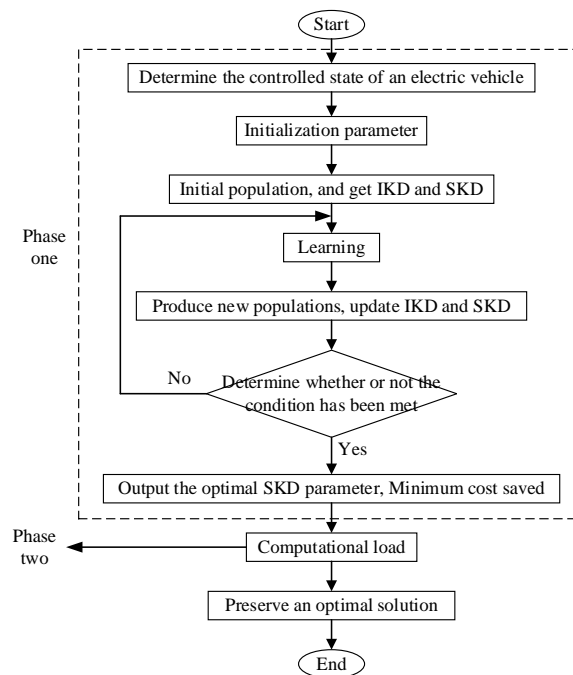 Start
Determine the controlled state of an electric vehicle
Initialization parameter
Initial population, and get IKD and SKD
Phase
one
Learning
Produce new populations, update IKD and SKD
No
Determine whether or not the
condition has been met
Yes
Output the optimal SKD parameter, Minimum cost saved
Phase
two
Computational load
Preserve an optimal solution
End